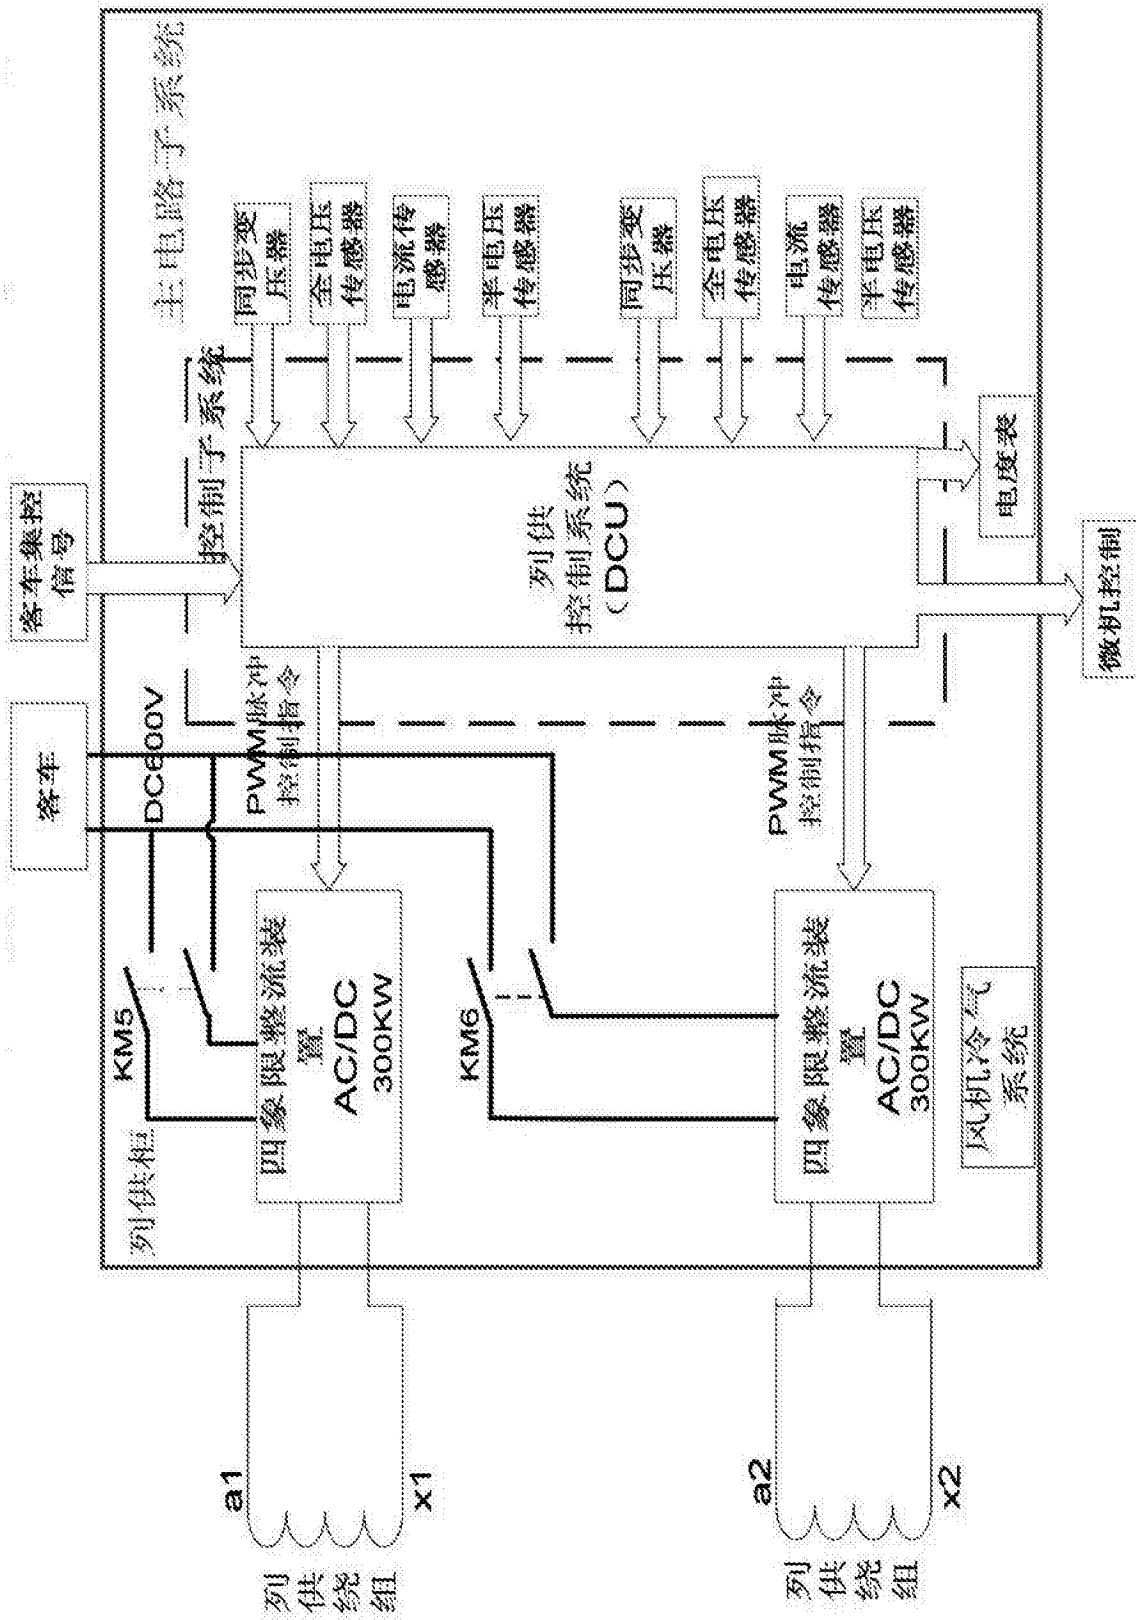 主电路子系统
同步变
压器
全电压
传感器
电流传
感器
半电压
传感器
同步变
压器
全电压
传感器
电流
传感器
半电压
传感器
控制子系统
客车集控
信号
列供
控制系统
（DCU）
电度表
微机控制
客车
DC600V
PWM脉冲
控制指令
PWM脉冲
控制指令
列供柜
KM5
四象限整流装
置
AC/DC
300KW
KM6
四象限整流装
置
AC/DC
300KW
风机冷气
系统
a1
x1
列供绕组
a2
x2
列供绕组